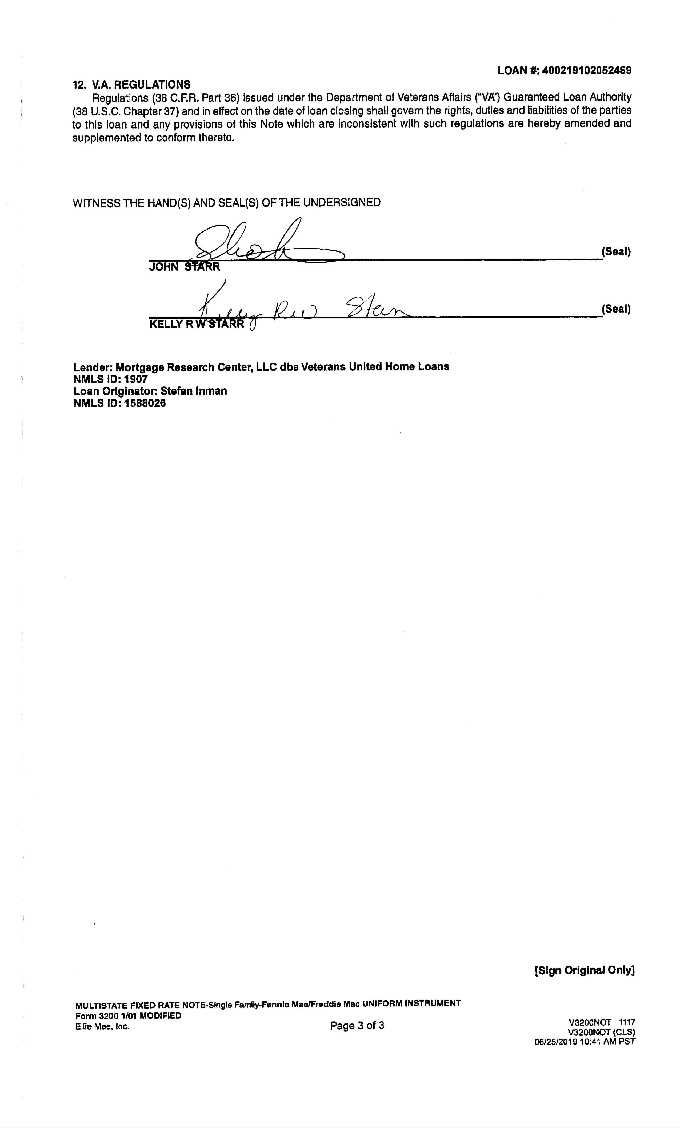 LOAN #: 400219102052469
12. V.A. REGULATIONS
Regulations (38 C.F.R. Part 36) issued under the Department of Veterans Affairs ("VA") Guaranteed Loan Authority
(38 U.S.C. Chapter 37) and in effect on the date of loan closing shall govern the rights, duties and liabilities of the parties
to this loan and any provisions of this Note which are inconsistent with such regulations are hereby amended and
supplemented to conform thereto.
WITNESS THE HAND(S) AND SEAL(S) OF THE UNDERSIGNED
(Seal)
JOHN STARR
Kelly RW
(Seal)
KELLY R W STARR
Lender: Mortgage Research Center, LLC dba Veterans United Home Loans
NMLS ID: 1907
Loan Originator: Stefan Inman
NMLS ID: 1588026
[Sign Original Only]
MULTISTATE FIXED RATE NOTE-Single Family-Fannie Mae/Freddie Mac UNIFORM INSTRUMENT
Form 3200 1/01 MODIFIED
Ellie Mae, Inc.
Page 3 of 3
V3200NOT 1117
V3200NOT (CLS)
06/25/2019 10:41 AM PST